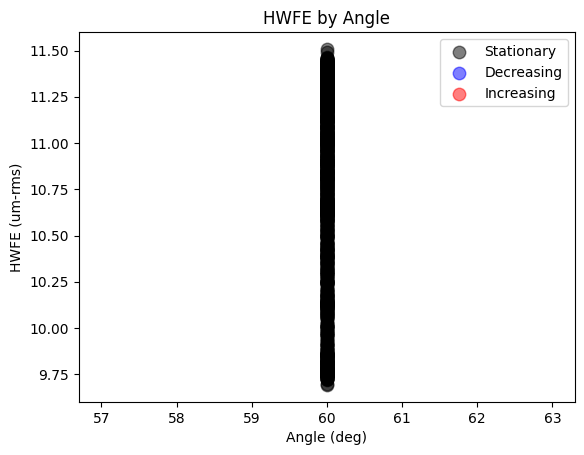 HWFE by Angle
Stationary
Decreasing
Increasing
HWFE (um-rms)
11.50
11.25
11.00
10.75
10.50
10.25
10.00
9.75
57 58 59 60 61 62 63
Angle (deg)